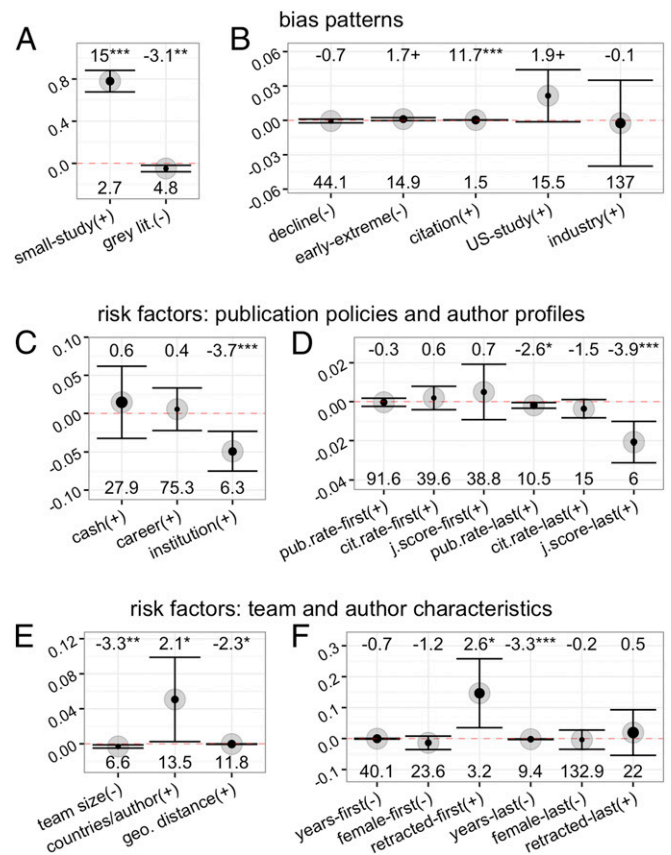 bias patterns
A
15*** -3.1**
0.8
0.4
0.0
2.7 4.8
small-study(+) grey lit.(-)
B
-0.7 1.7+ 11.7*** 1.9+ -0.1
0.06
0.03
0.00
-0.03
-0.06
44.1 14.9 1.5 15.5 137
decline(-) early-extreme(-) citation(+) US-study(+) industry(+)
risk factors: publication policies and author profiles
C
0.6 0.4 -3.7***
0.10
0.05
0.00
-0.05
-0.10
27.9 75.3 6.3
cash(+) career(+) institution(+)
D
-0.3 0.6 0.7 -2.6* -1.5 -3.9***
0.02
0.00
-0.02
-0.04
91.6 39.6 38.8 10.5 15 6
pub.rate-first(+) cit.rate-first(+) j.score-first(+) pub.rate-last(+) cit.rate-last(+) j.score-last(+)
risk factors: team and author characteristics
E
-3.3** 2.1* -2.3*
0.12
0.08
0.04
0.00
6.6 13.5 11.8
team size(-) countries/author(+) geo. distance(+)
F
-0.7 -1.2 2.6* -3.3*** -0.2 0.5
0.3
0.2
0.1
0.0
-0.1
40.1 23.6 3.2 9.4 132.9 22
years-first(-) female-first(-) retracted-first(+) years-last(-) female-last(-) retracted-last(+)